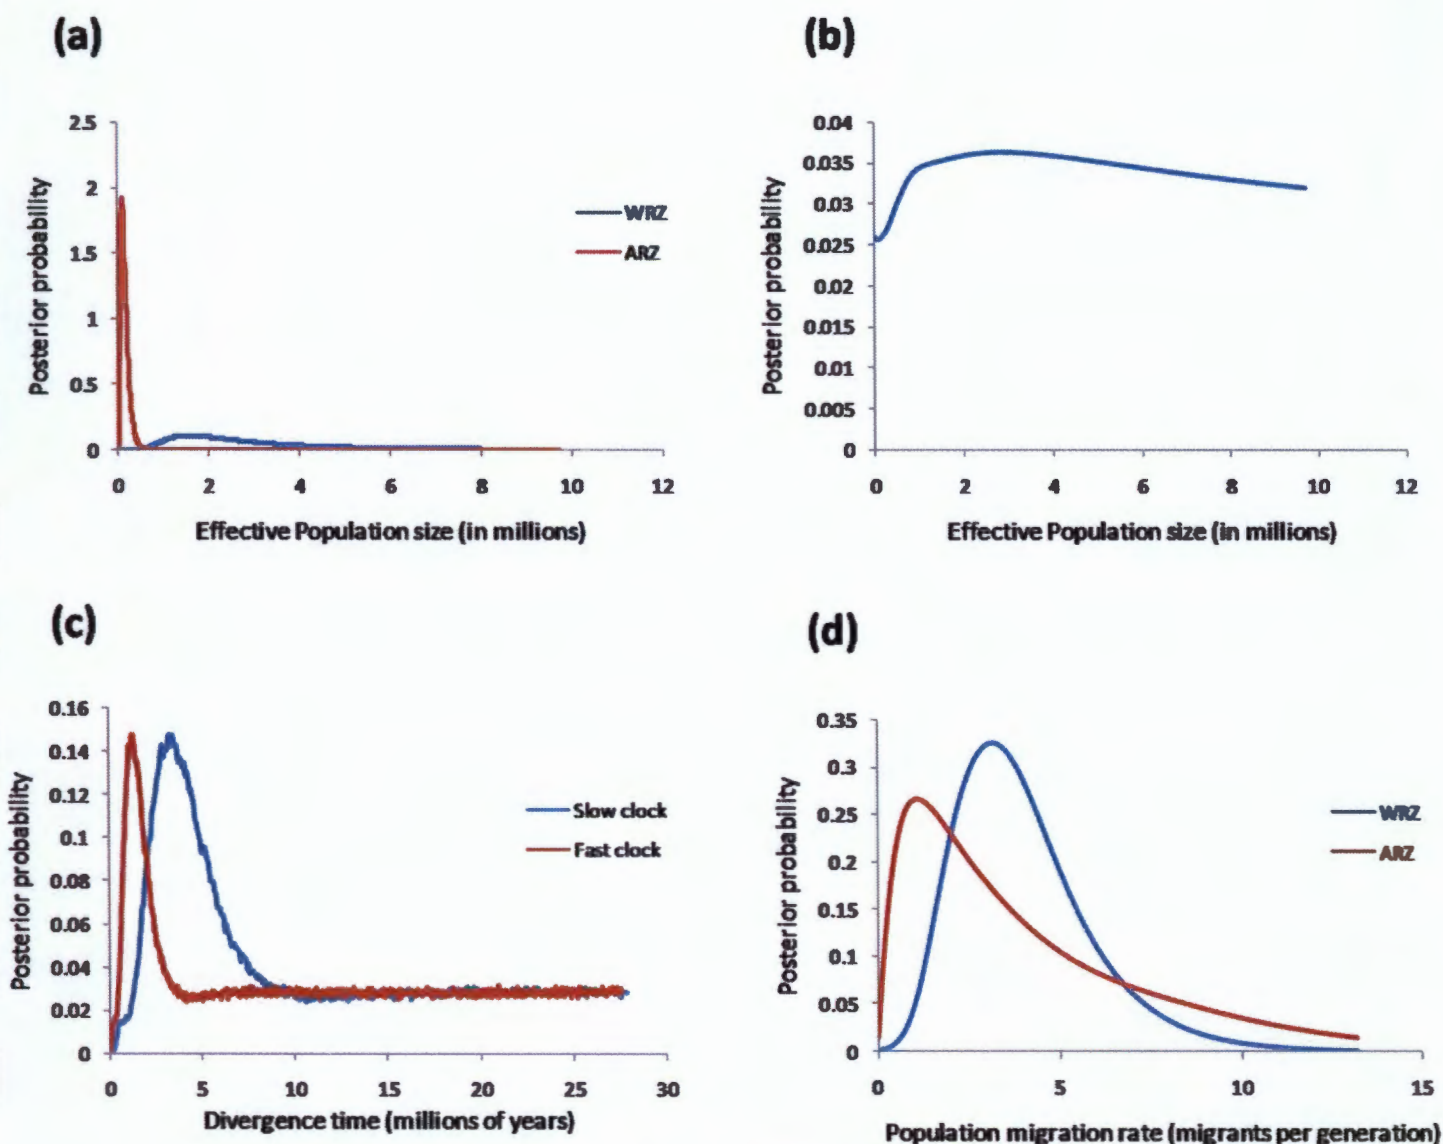 (a)
2.5
2
1.5
1
0.5
0
0 2 4 6 8 10 12
Posterior probability
Effective Population size (in millions)
WRZ
ARZ
(b)
0.04
0.035
0.03
0.025
0.02
0.015
0.01
0.005
0
0 2 4 6 8 10 12
Posterior probability
Effective Population size (in millions)
(c)
0.16
0.14
0.12
0.1
0.08
0.06
0.04
0.02
0
0 5 10 15 20 25 30
Posterior probability
Divergence time (millions of years)
Slow clock
Fast clock
(d)
0.35
0.3
0.25
0.2
0.15
0.1
0.05
0
0 5 10 15
Posterior probability
Population migration rate (migrants per generation)
WRZ
ARZ